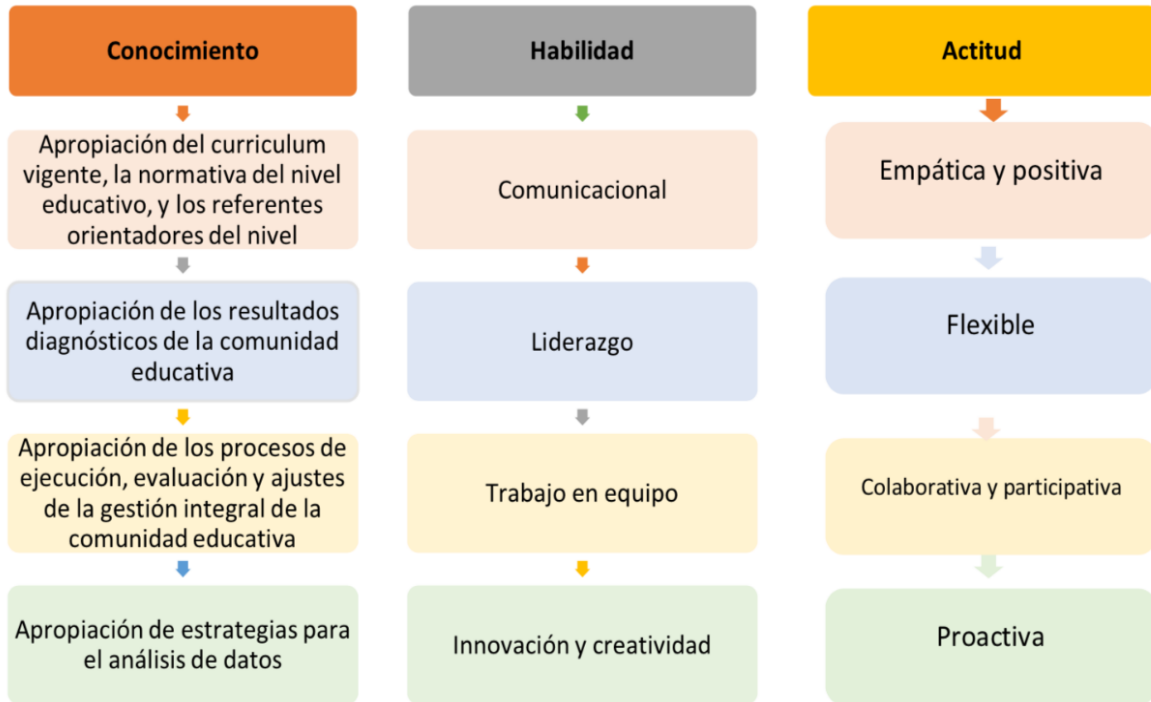 Conocimiento
Apropiación del curriculum
vigente, la normativa del nivel
educativo, y los referentes
orientadores del nivel
Apropiación de los resultados
diagnósticos de la comunidad
educativa
Apropiación de los procesos de
ejecución, evaluación y ajustes
de la gestión integral de la
comunidad educativa
Apropiación de estrategias para
el análisis de datos
Habilidad
Comunicacional
Liderazgo
Trabajo en equipo
Innovación y creatividad
Actitud
Empática y positiva
Flexible
Colaborativa y participativa
Proactiva